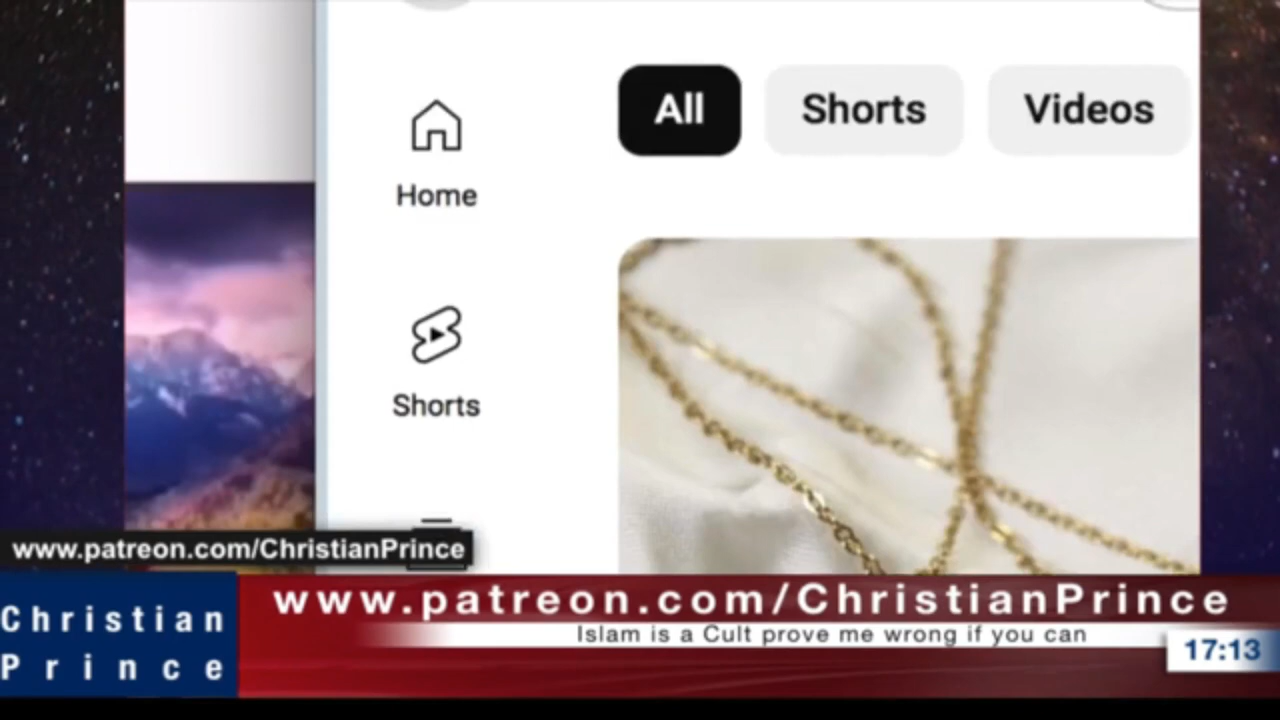 All
Shorts
Videos
Home
Shorts
www.patreon.com/ChristianPrince
Christian
Prince
www.patreon.com/ChristianPrince
Islam is a Cult prove me wrong if you can
17:13